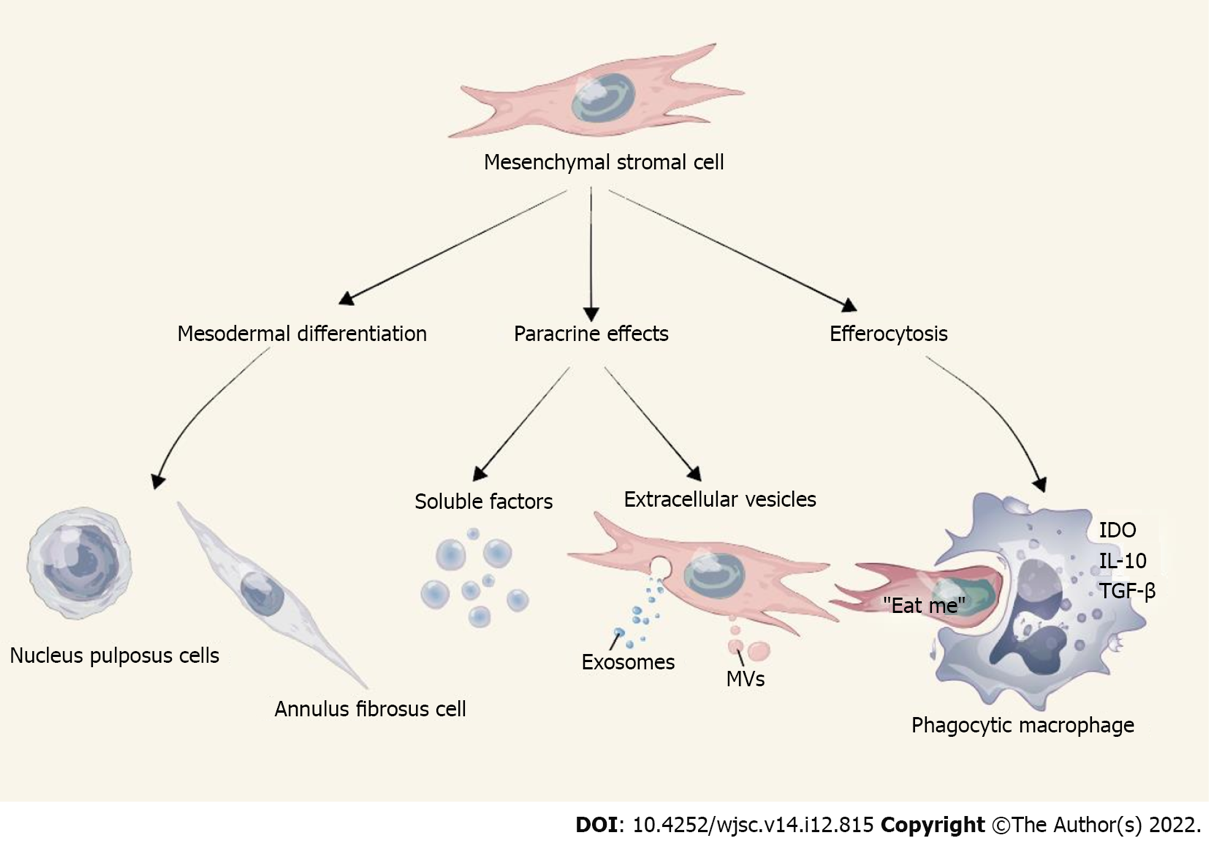 Mesenchymal stromal cell
Mesodermal differentiation
Paracrine effects
Efferocytosis
Soluble factors
Extracellular vesicles
IDO
IL-10
TGF-β
"Eat me"
Nucleus pulposus cells
Exosomes
MVs
Annulus fibrosus cell
Phagocytic macrophage
DOI: 10.4252/wjsc.v14.i12.815 Copyright ©The Author(s) 2022.